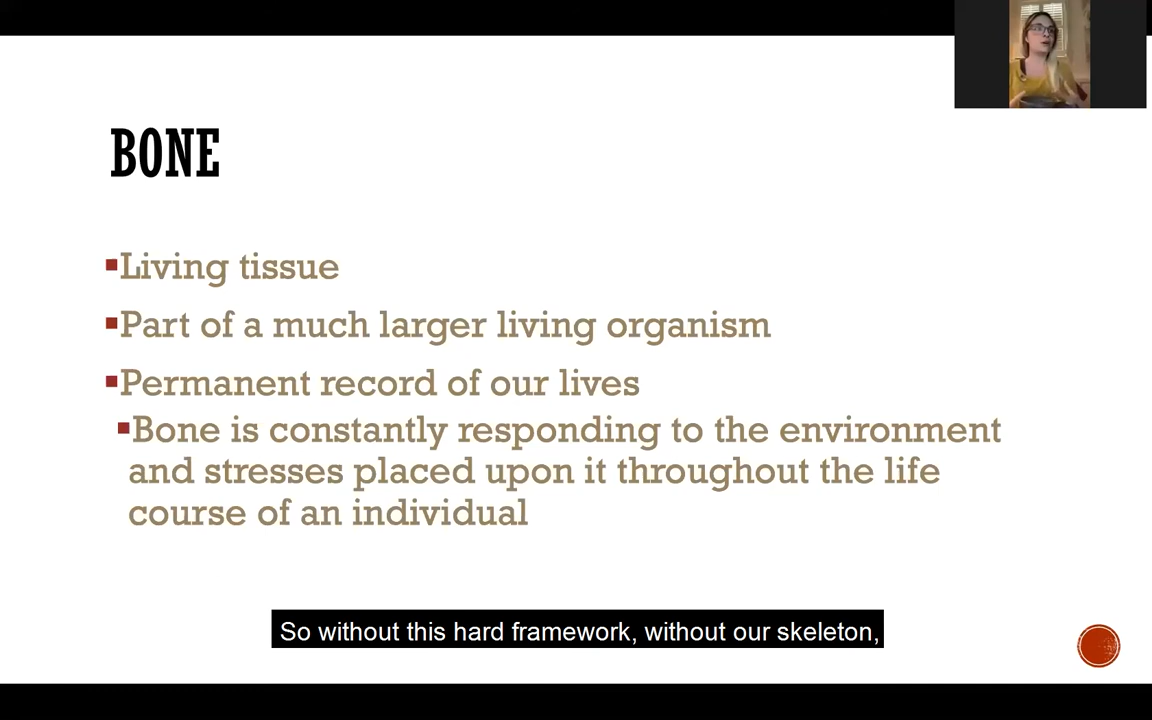 BONE
▪Living tissue
▪Part of a much larger living organism
▪Permanent record of our lives
▪Bone is constantly responding to the environment
and stresses placed upon it throughout the life
course of an individual
So without this hard framework, without our skeleton,